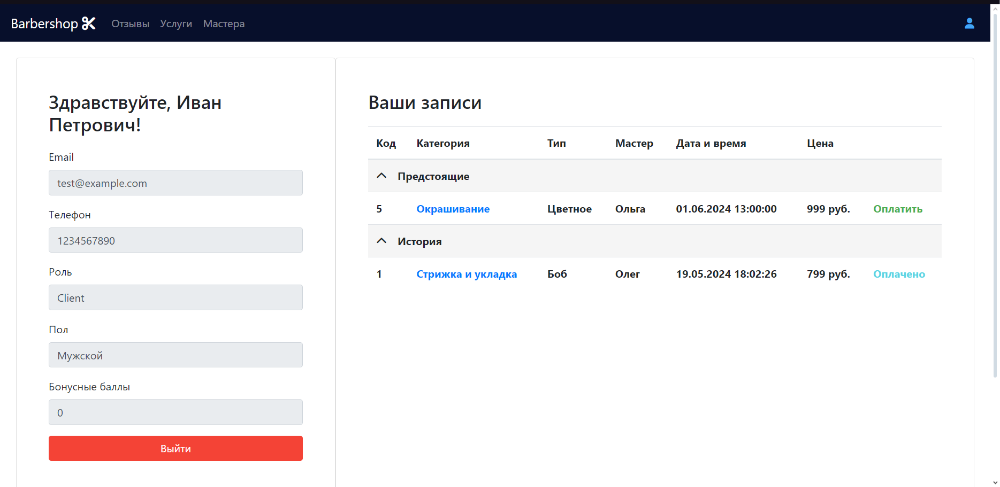 Barbershop Отзывы Услуги Мастера
Здравствуйте, Иван
Петрович!
Email
test@example.com
Телефон
1234567890
Роль
Client
Пол
Мужской
Бонусные баллы
0
Выйти
Ваши записи
Код Категория Тип Мастер Дата и время Цена
Предстоящие
5 Окрашивание Цветное Ольга 01.06.2024 13:00:00 999 руб. Оплатить
История
1 Стрижка и укладка Боб Олег 19.05.2024 18:02:26 799 руб. Оплачено